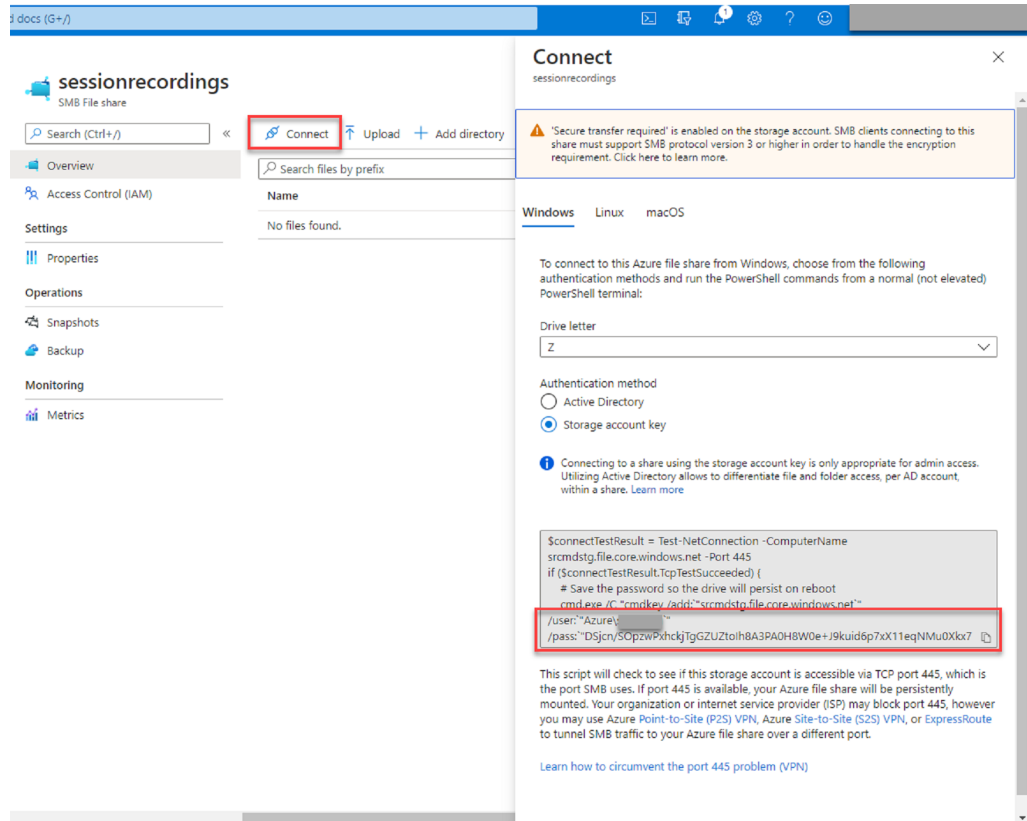 d docs (G+/)
1
sessionrecordings
SMB File share
Search (Ctrl+/)
«
Overview
Access Control (IAM)
Settings
Properties
Operations
Snapshots
Backup
Monitoring
Metrics
Connect
Upload
Add directory
Search files by prefix
Name
No files found.
Connect
sessionrecordings
'Secure transfer required' is enabled on the storage account. SMB clients connecting to this
share must support SMB protocol version 3 or higher in order to handle the encryption
requirement. Click here to learn more.
Windows Linux macOS
To connect to this Azure file share from Windows, choose from the following
authentication methods and run the PowerShell commands from a normal (not elevated)
PowerShell terminal:
Drive letter
Z
Authentication method
Active Directory
Storage account key
Connecting to a share using the storage account key is only appropriate for admin access.
Utilizing Active Directory allows to differentiate file and folder access, per AD account,
within a share. Learn more
$connectTestResult = Test-NetConnection -ComputerName
srcmdstg.file.core.windows.net -Port 445
if ($connectTestResult.TcpTestSucceeded) {
# Save the password so the drive will persist on reboot
cmd.exe /C "cmdkey /add:`"srcmdstg.file.core.windows.net`"
/user:`"Azure\ `"
/pass:`"DSjcn/SOpzwPxhckjTgGZUZtoIh8A3PA0H8W0e+J9kuid6p7xX11eqNMu0Xkx7
This script will check to see if this storage account is accessible via TCP port 445, which is
the port SMB uses. If port 445 is available, your Azure file share will be persistently
mounted. Your organization or internet service provider (ISP) may block port 445, however
you may use Azure Point-to-Site (P2S) VPN, Azure Site-to-Site (S2S) VPN, or ExpressRoute
to tunnel SMB traffic to your Azure file share over a different port.
Learn how to circumvent the port 445 problem (VPN)